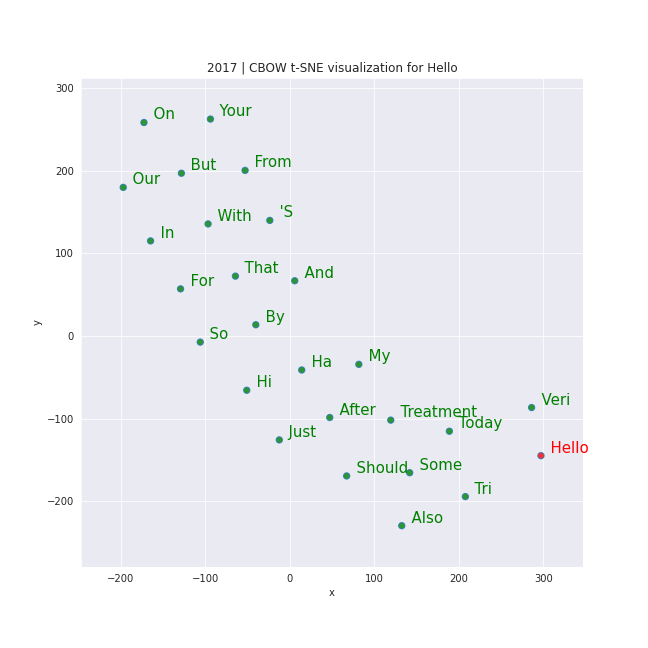 2017 | CBOW t-SNE visualization for Hello
300
On
Your
But
From
200
Our
With
'S
In
100
That
And
For
By
So
0
y
Ha
My
Hi
After
Treatment
Veri
-100
Today
Just
Hello
Should
Some
Tri
-200
Also
−200 −100 0 100 200 300
x